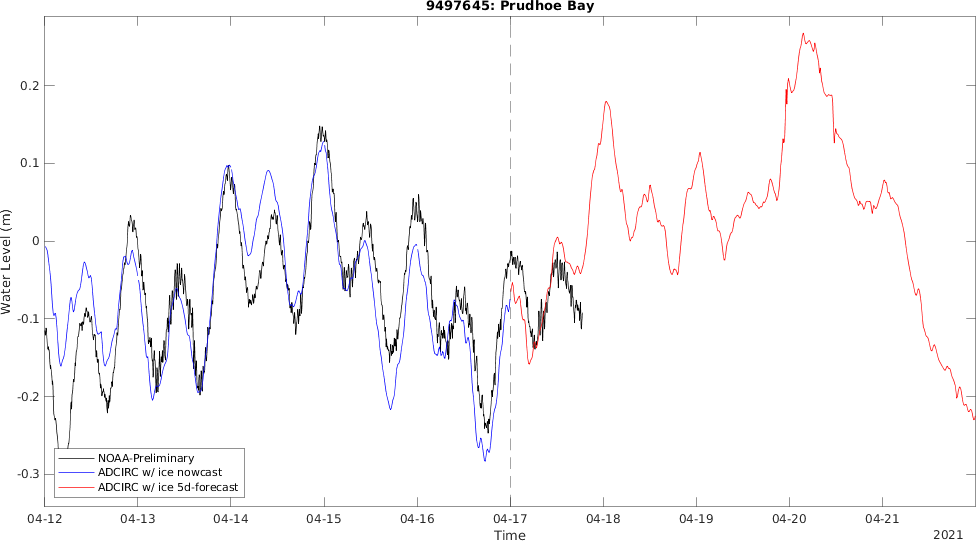 9497645: Prudhoe Bay
Water Level (m)
0.2
0.1
0
-0.1
-0.2
-0.3
NOAA-Preliminary
ADCIRC w/ ice nowcast
ADCIRC w/ ice 5d-forecast
04-12 04-13 04-14 04-15 04-16 04-17 04-18 04-19 04-20 04-21
Time
2021